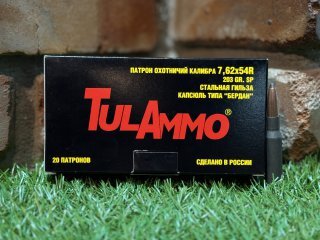 ПАТРОН ОХОТНИЧИЙ КАЛИБРА 7,62x54R
203 GR. SP
СТАЛЬНАЯ ГИЛЬЗА
КАПСЮЛЬ ТИПА "БЕРДАН"
TULAMMO®
20 ПАТРОНОВ
СДЕЛАНО В РОССИИ